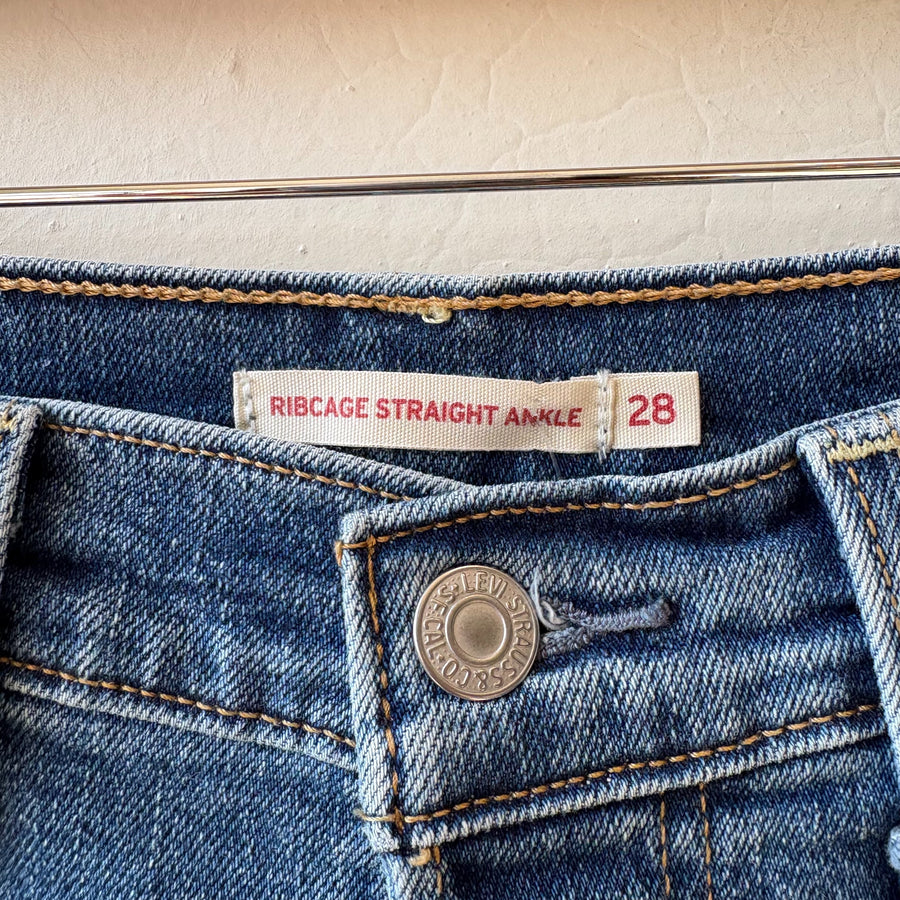 RIBCAGE STRAIGHT ANKLE 28
LEVI STRAUSS & CO. S.F. CAL.